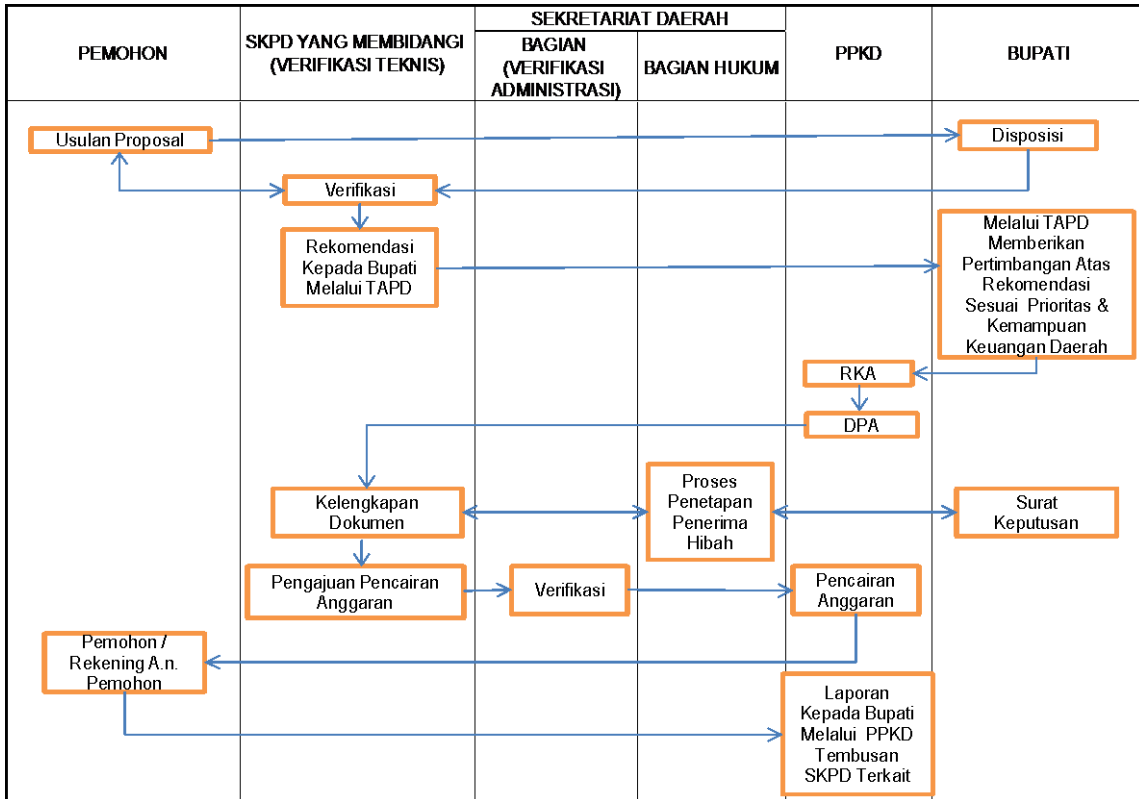 PEMOHON
SKPD YANG MEMBIDANGI
(VERIFIKASI TEKNIS)
SEKRETARIAT DAERAH
BAGIAN
(VERIFIKASI
ADMINISTRASI)
BAGIAN HUKUM
PPKD
BUPATI
Usulan Proposal
Disposisi
Verifikasi
Rekomendasi
Kepada Bupati
Melalui TAPD
Melalui TAPD
Memberikan
Pertimbangan Atas
Rekomendasi
Sesuai Prioritas &
Kemampuan
Keuangan Daerah
RKA
DPA
Kelengkapan
Dokumen
Proses
Penetapan
Penerima
Hibah
Surat
Keputusan
Pengajuan Pencairan
Anggaran
Verifikasi
Pencairan
Anggaran
Pemohon /
Rekening A.n.
Pemohon
Laporan
Kepada Bupati
Melalui PPKD
Tembusan
SKPD Terkait